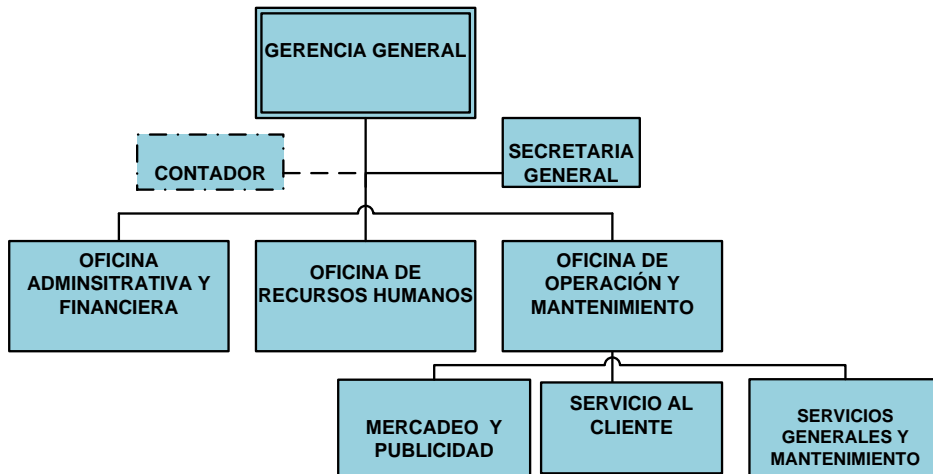 GERENCIA GENERAL
CONTADOR
SECRETARIA
GENERAL
OFICINA
ADMINSITRATIVA Y
FINANCIERA
OFICINA DE
RECURSOS HUMANOS
OFICINA DE
OPERACIÓN Y
MANTENIMIENTO
MERCADEO Y
PUBLICIDAD
SERVICIO AL
CLIENTE
SERVICIOS
GENERALES Y
MANTENIMIENTO